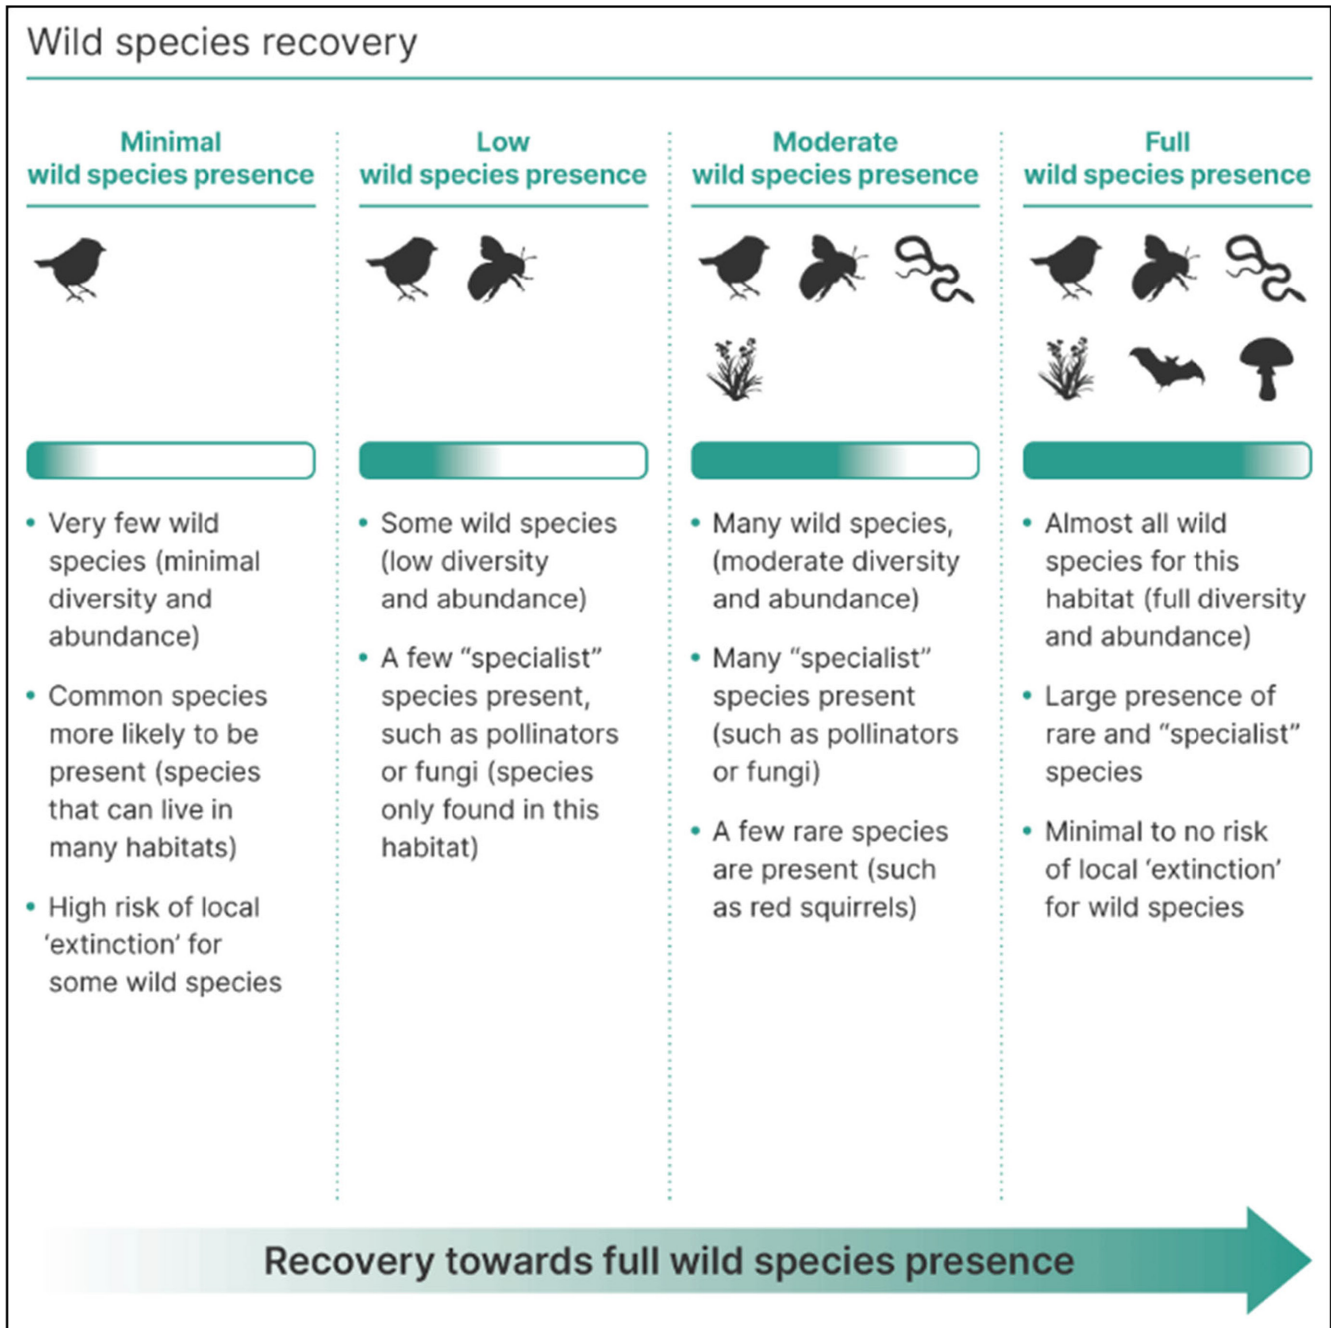 Wild species recovery
Minimal
wild species presence
• Very few wild
species (minimal
diversity and
abundance)
• Common species
more likely to be
present (species
that can live in
many habitats)
• High risk of local
‘extinction’ for
some wild species
Low
wild species presence
• Some wild species
(low diversity
and abundance)
• A few “specialist”
species present,
such as pollinators
or fungi (species
only found in this
habitat)
Moderate
wild species presence
• Many wild species,
(moderate diversity
and abundance)
• Many “specialist”
species present
(such as pollinators
or fungi)
• A few rare species
are present (such
as red squirrels)
Full
wild species presence
• Almost all wild
species for this
habitat (full diversity
and abundance)
• Large presence of
rare and “specialist”
species
• Minimal to no risk
of local ‘extinction’
for wild species
Recovery towards full wild species presence